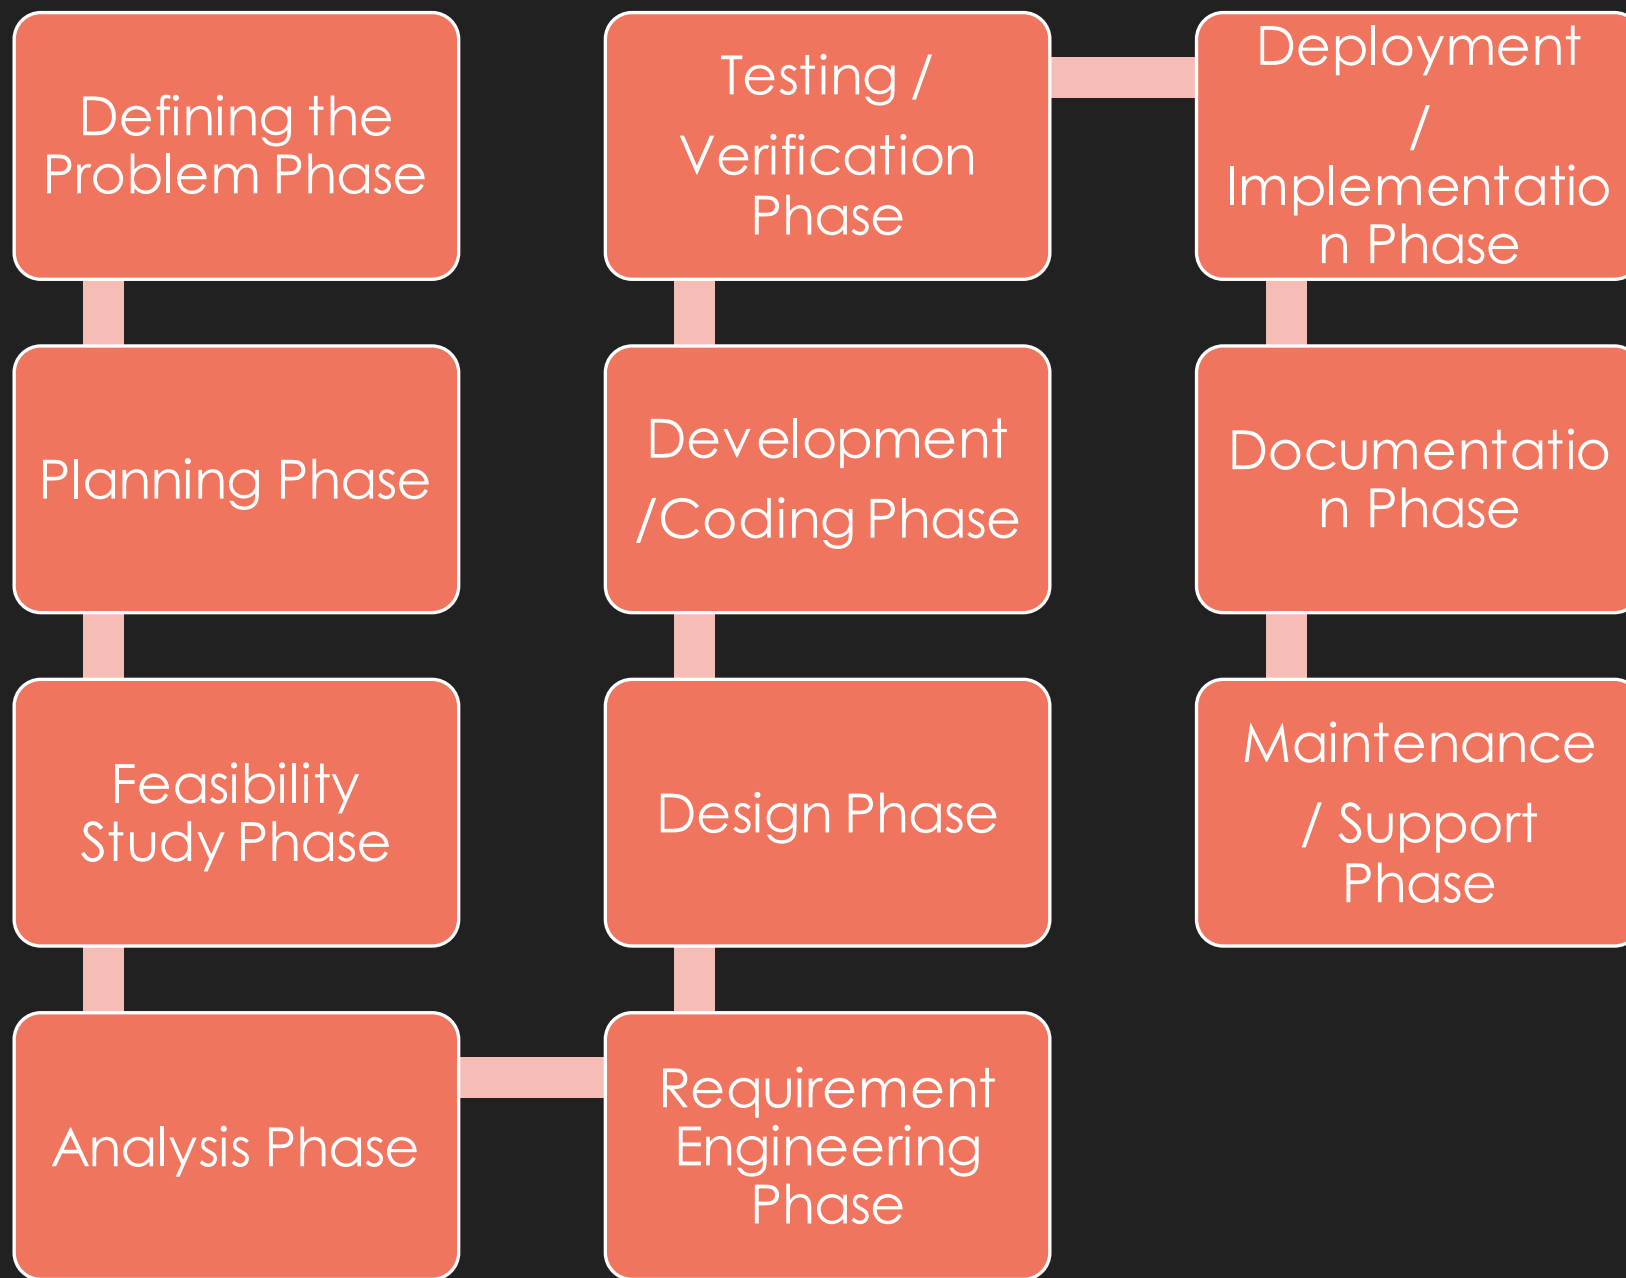 Defining the
Problem Phase
Planning Phase
Feasibility
Study Phase
Analysis Phase
Requirement
Engineering
Phase
Design Phase
Development
/Coding Phase
Testing /
Verification
Phase
Deployment
/
Implementatio
n Phase
Documentatio
n Phase
Maintenance
/ Support
Phase